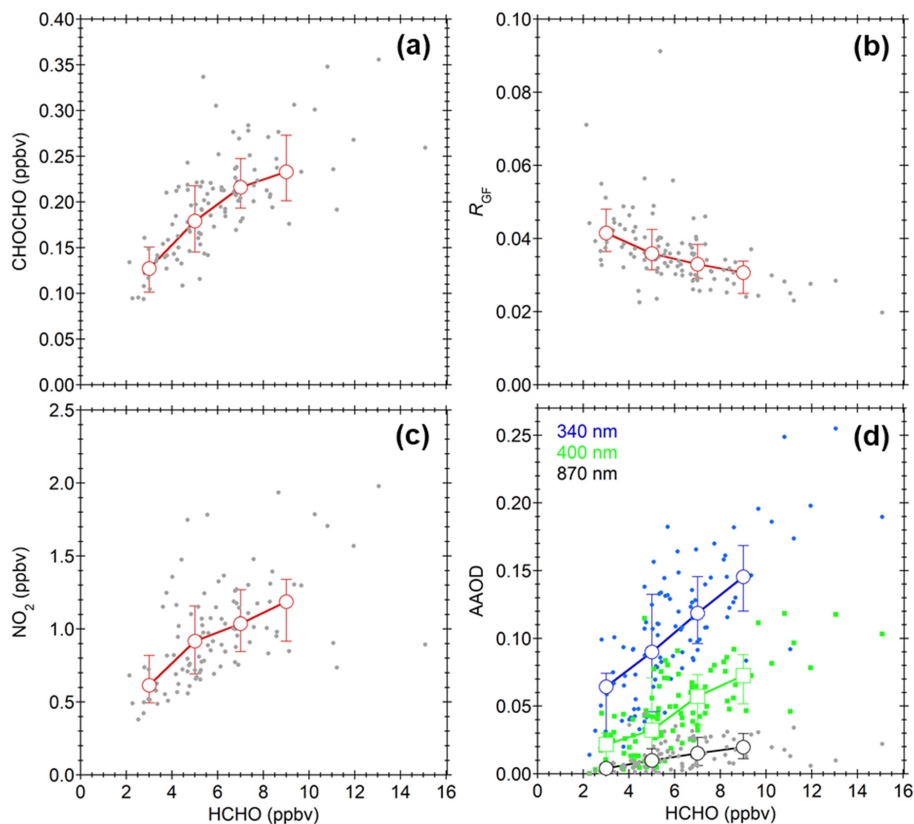 (a)
0.40
0.35
0.30
0.25
0.20
0.15
0.10
0.05
0.00
CHOCHO (ppbv)
(b)
0.10
0.08
0.06
0.04
0.02
0.00
R_GF
(c)
2.5
2.0
1.5
1.0
0.5
0.0
NO₂ (ppbv)
0 2 4 6 8 10 12 14 16
HCHO (ppbv)
(d)
340 nm
400 nm
870 nm
0.25
0.20
0.15
0.10
0.05
0.00
AAOD
0 2 4 6 8 10 12 14 16
HCHO (ppbv)